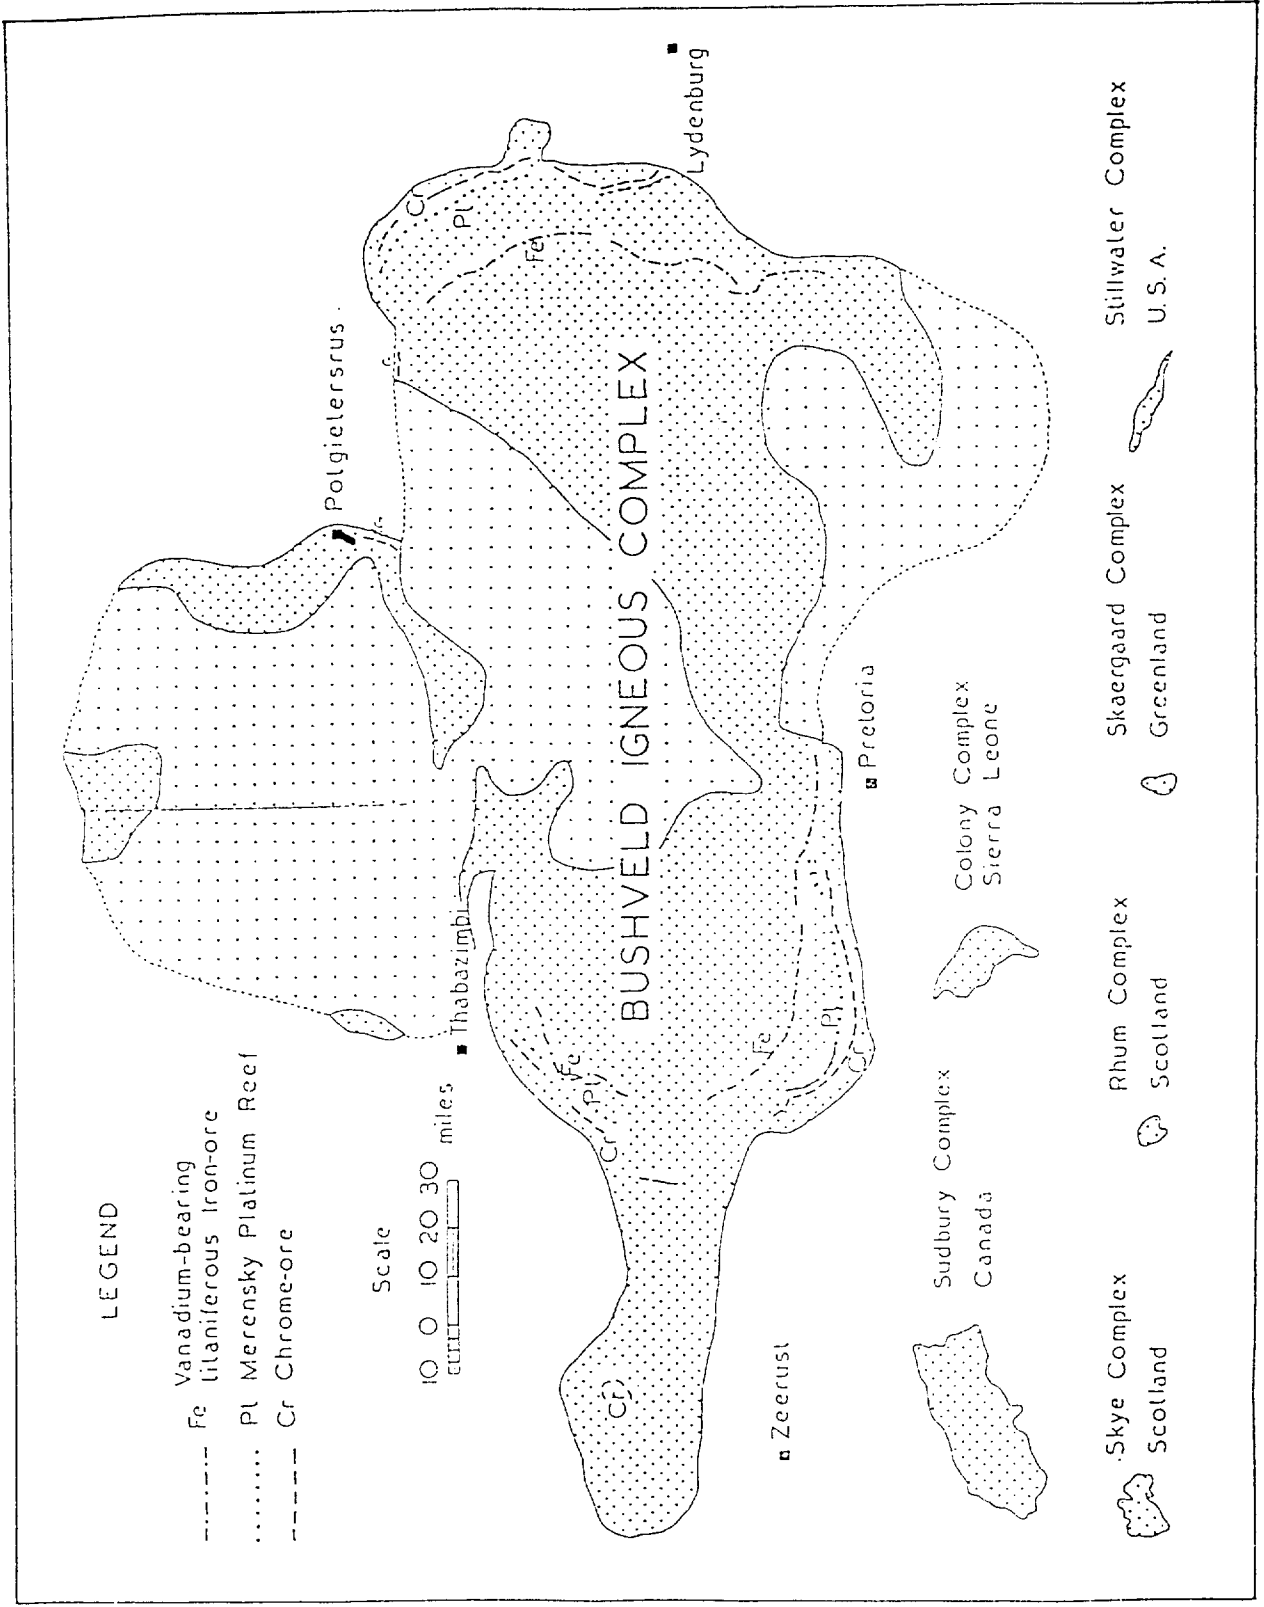 LEGEND
Fe Vanadium-bearing
titaniferous Iron-ore
Pl Merensky Platinum Reef
Cr Chrome-ore
Scale
10 0 10 20 30 miles
Potgietersrus
Thabazimbi
Lydenburg
Cr
Pl
Fe
BUSHVELD IGNEOUS COMPLEX
Fe
Pl
Cr
Fe
Pl
Cr
Cr
Zeerust
Pretoria
Sudbury Complex
Canada
Colony Complex
Sierra Leone
Skye Complex
Scotland
Rhum Complex
Scotland
Skaergaard Complex
Greenland
Stillwater Complex
U.S.A.